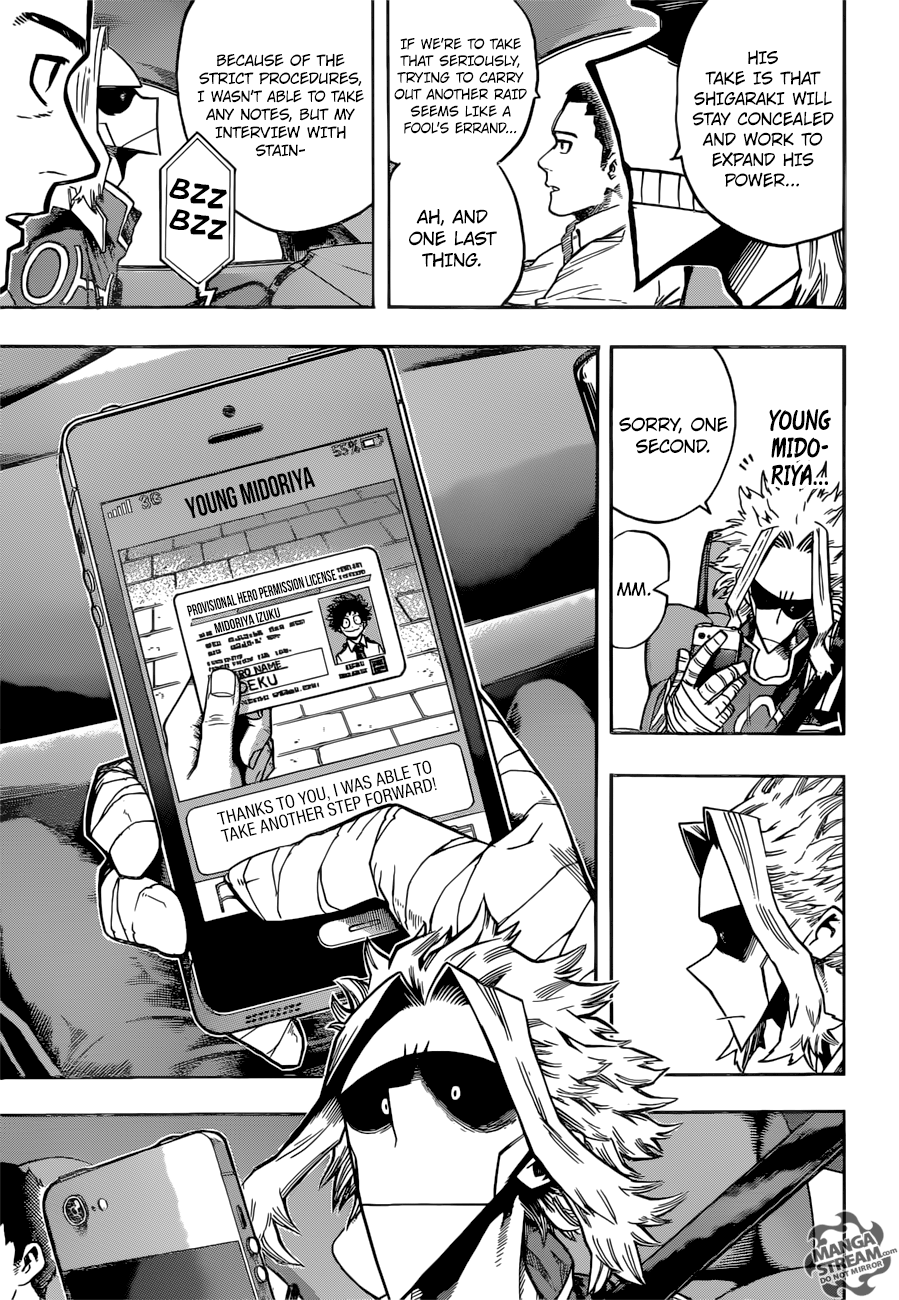 HIS
TAKE IS THAT
SHIGARAKI WILL
STAY CONCEALED
AND WORK TO
EXPAND HIS
POWER...
IF WE'RE TO TAKE
THAT SERIOUSLY,
TRYING TO CARRY
OUT ANOTHER RAID
SEEMS LIKE A
FOOL'S ERRAND...
AH, AND
ONE LAST
THING.
BECAUSE OF THE
STRICT PROCEDURES,
I WASN'T ABLE TO TAKE
ANY NOTES, BUT MY
INTERVIEW WITH
STAIN-
BZZ
BZZ
OH
YOUNG
MIDO-
RIYA...
SORRY, ONE
SECOND.
MM.
3G 55%
YOUNG MIDORIYA
PROVISIONAL HERO PERMISSION LICENSE
MIDORIYA IZUKU
RO NAME
DEKU
THANKS TO YOU, I WAS ABLE TO
TAKE ANOTHER STEP FORWARD!
MANGA
STREAM.com
DO NOT MIRROR